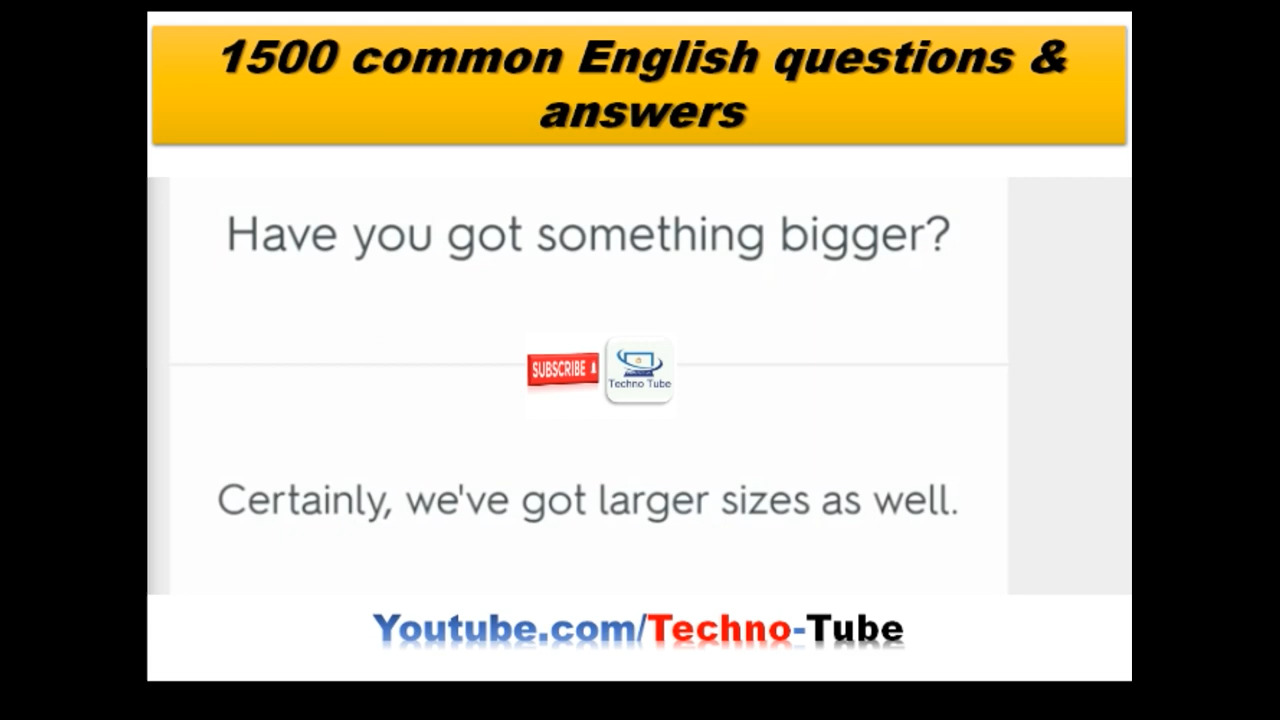 1500 common English questions &
answers
Have you got something bigger?
SUBSCRIBE
Techno Tube
Certainly, we've got larger sizes as well.
Youtube.com/Techno-Tube